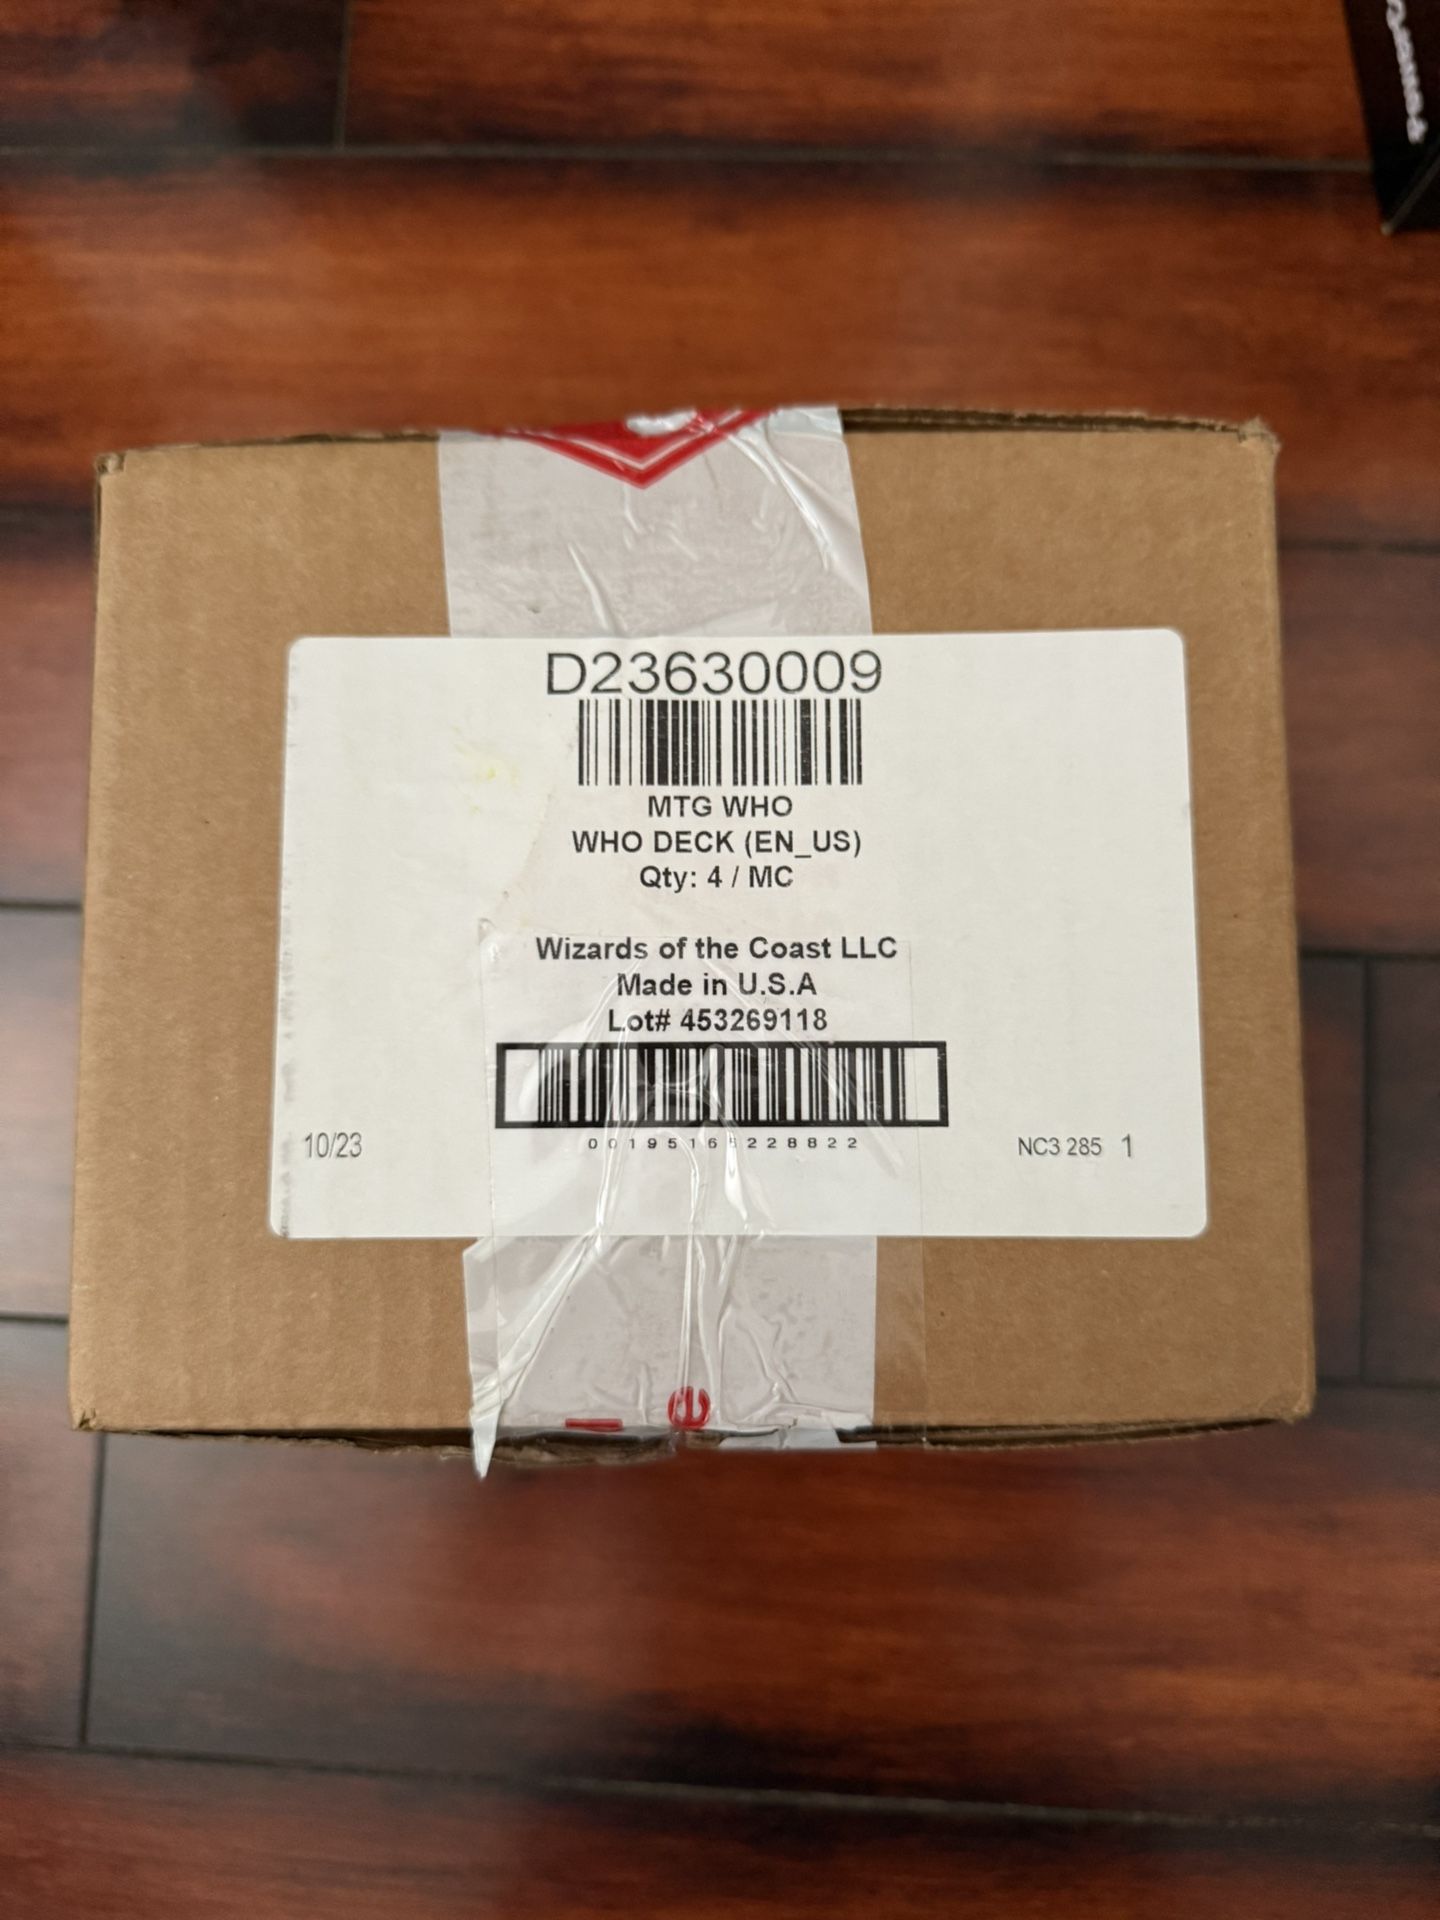 D23630009
MTG WHO
WHO DECK (EN_US)
Qty: 4 / MC
Wizards of the Coast LLC
Made in U.S.A
Lot# 453269118
10/23
NC3 285 1